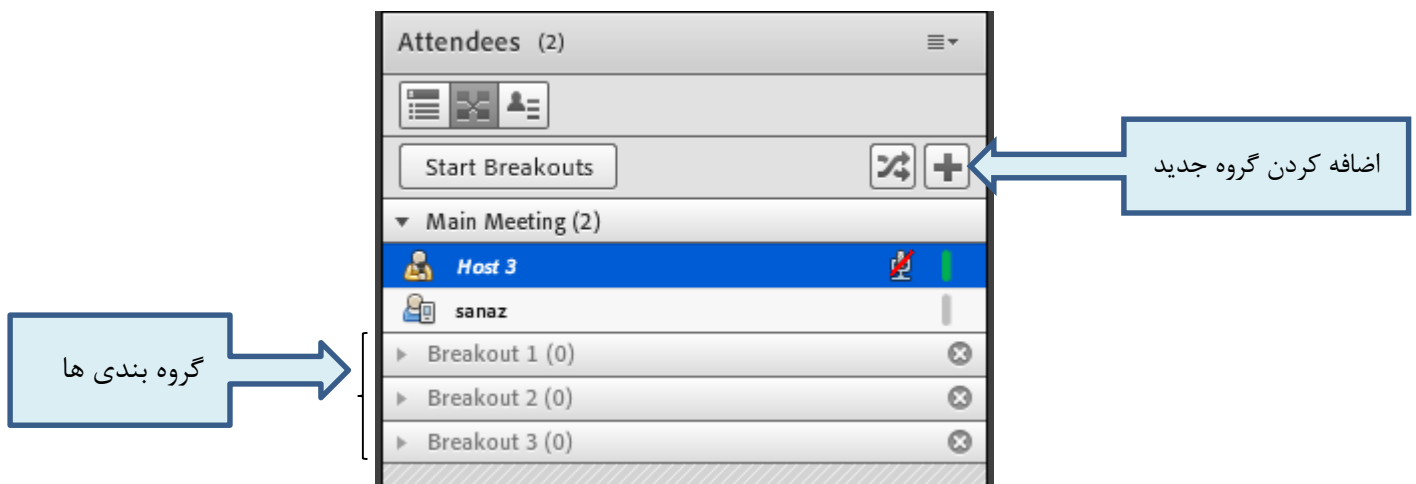 Attendees (2)
Start Breakouts
اضافه کردن گروه جدید
Main Meeting (2)
Host 3
sanaz
گروه بندی ها
Breakout 1 (0)
Breakout 2 (0)
Breakout 3 (0)